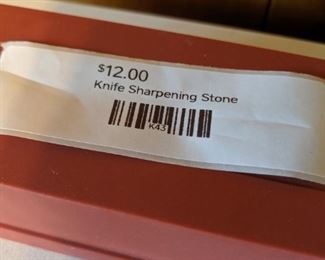 $12.00
Knife Sharpening Stone
K43